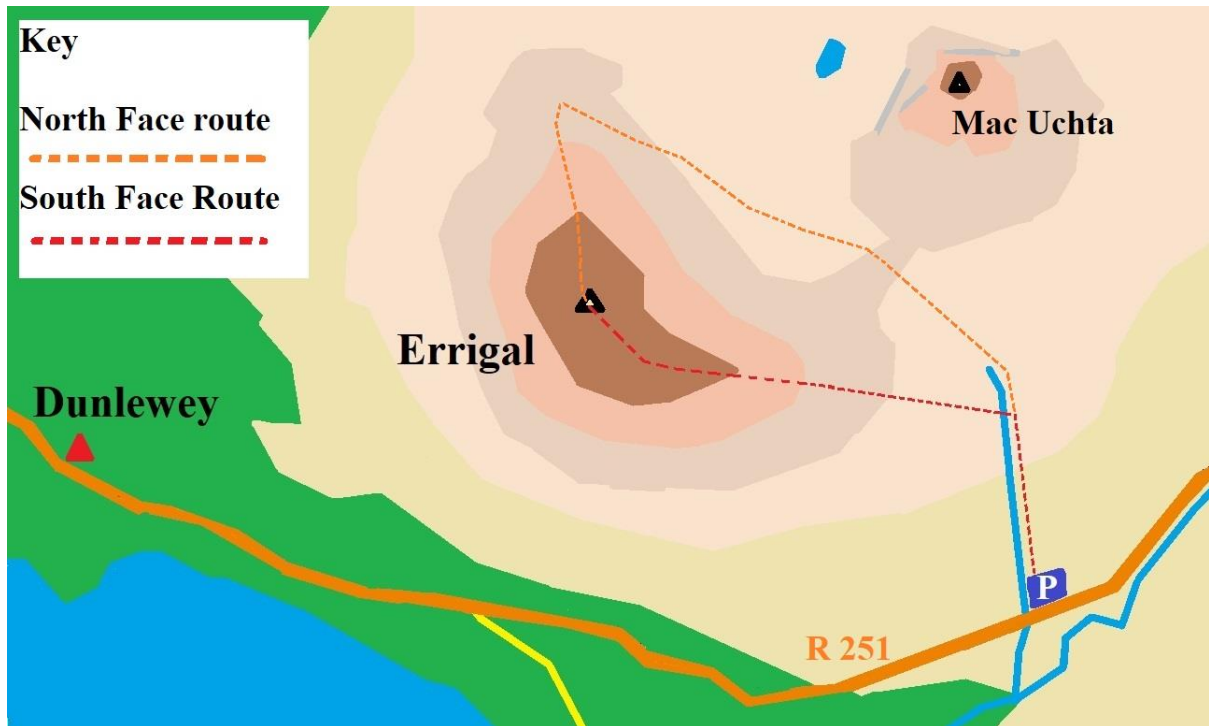 Key
North Face route
South Face Route
Mac Uchta
Errigal
Dunlewey
P
R 251